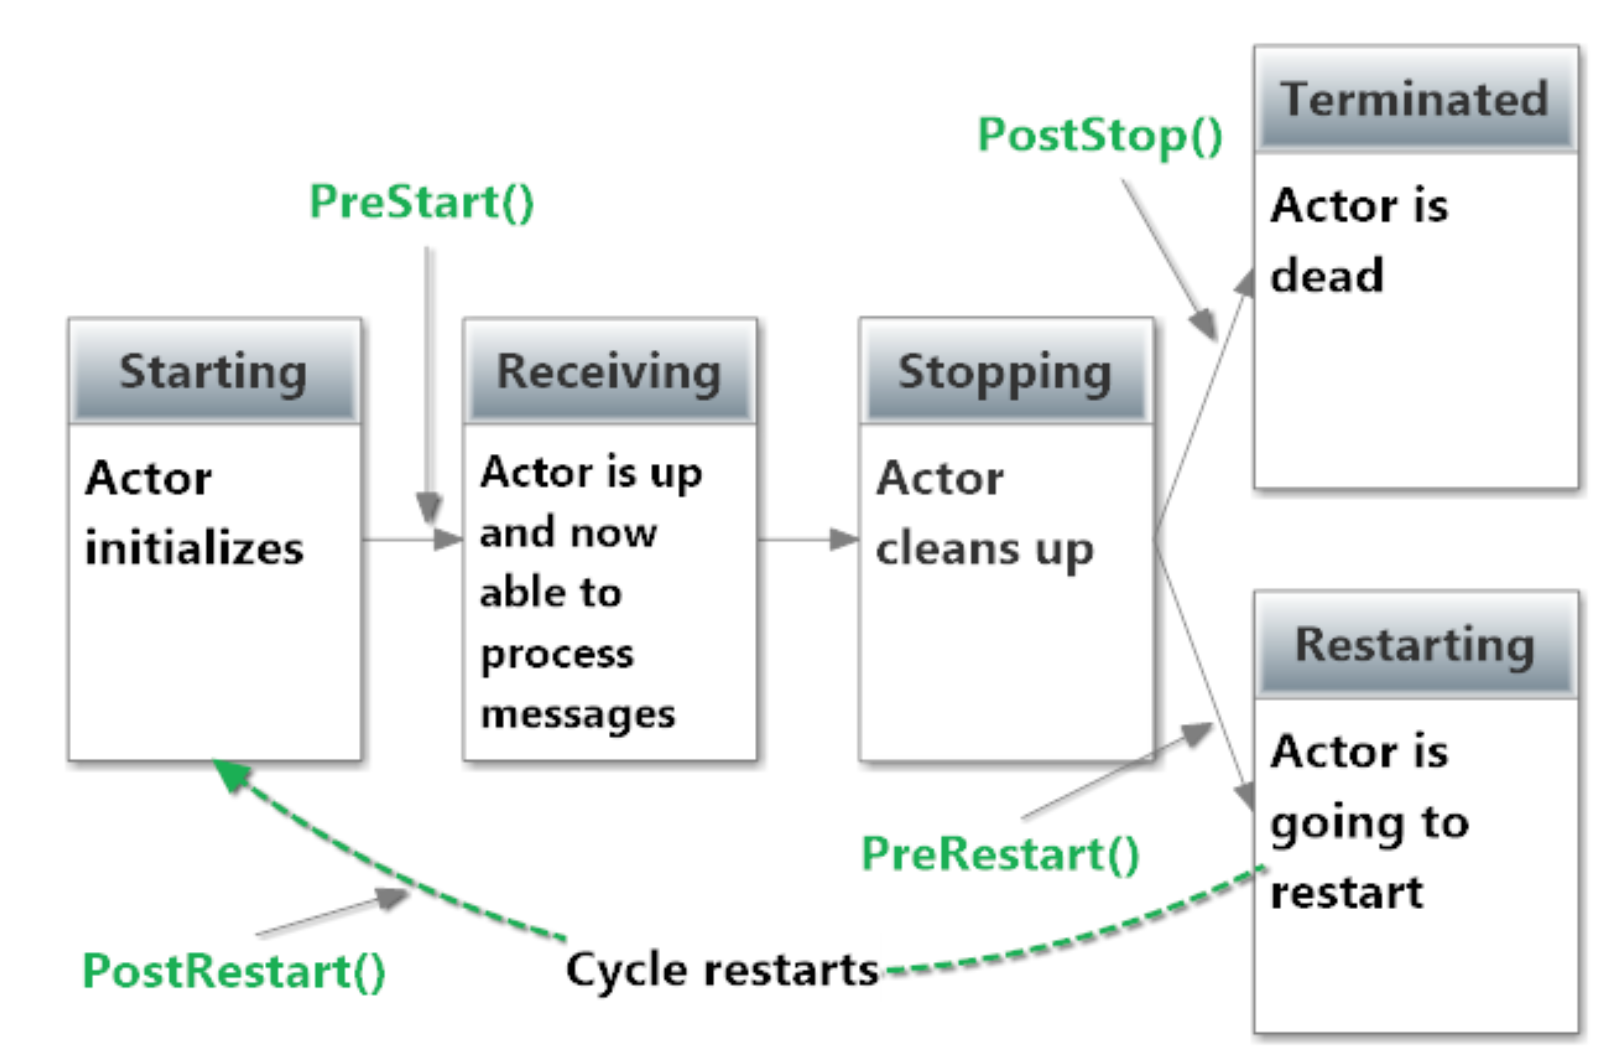 PreStart()
PostStop()
Starting
Actor
initializes
Receiving
Actor is up
and now
able to
process
messages
Stopping
Actor
cleans up
Terminated
Actor is
dead
PreRestart()
Restarting
Actor is
going to
restart
PostRestart()
Cycle restarts